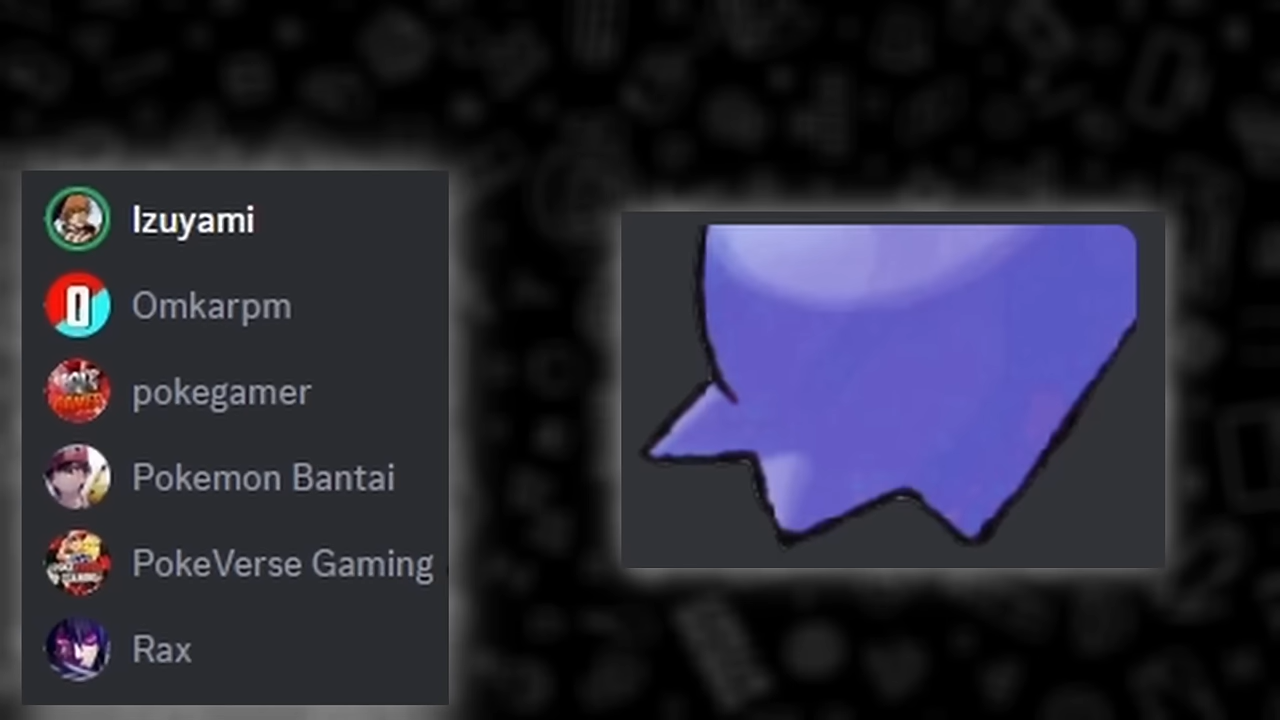 Izuyami
Omkarpm
pokegamer
Pokemon Bantai
PokeVerse Gaming
Rax